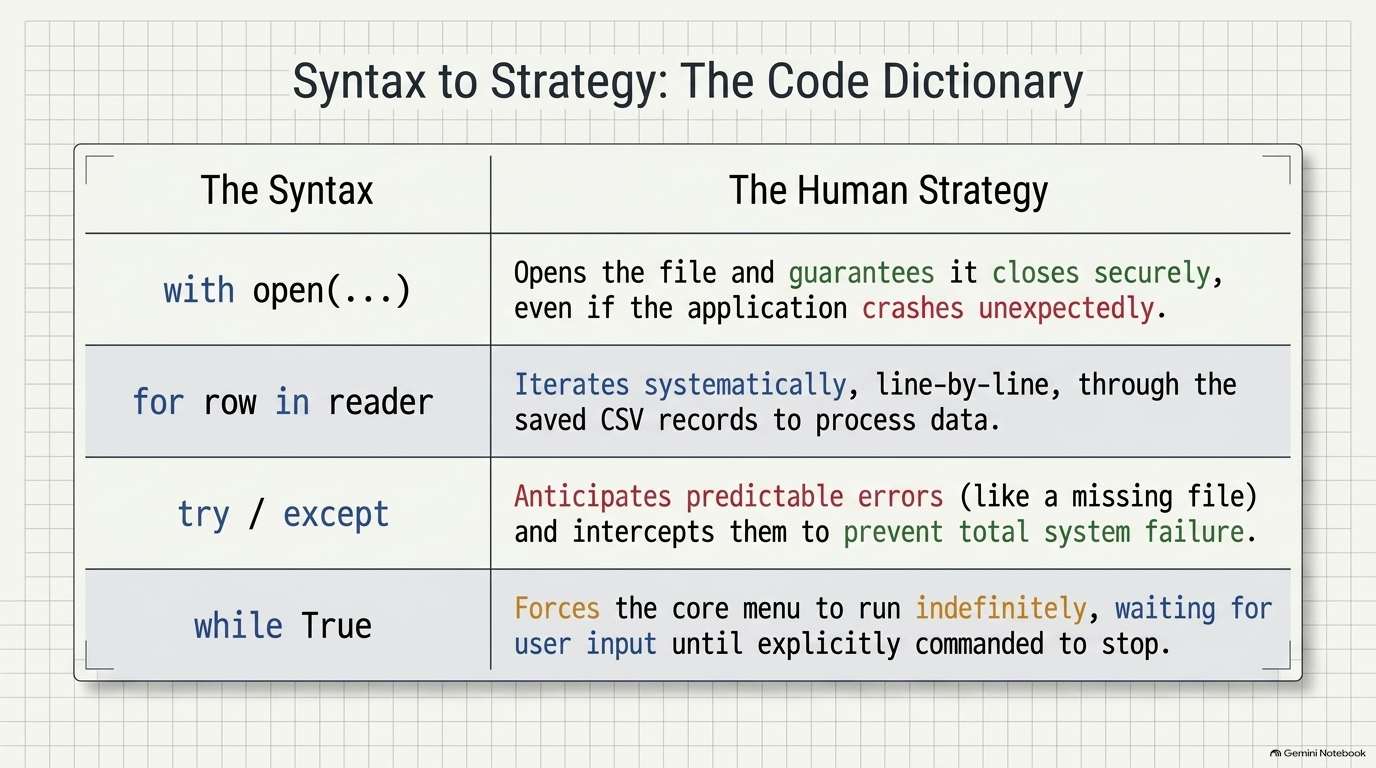 Syntax to Strategy: The Code Dictionary
The Syntax
The Human Strategy
with open(...)
Opens the file and guarantees it closes securely,
even if the application crashes unexpectedly.
for row in reader
Iterates systematically, line-by-line, through the
saved CSV records to process data.
try / except
Anticipates predictable errors (like a missing file)
and intercepts them to prevent total system failure.
while True
Forces the core menu to run indefinitely, waiting for
user input until explicitly commanded to stop.
Gemini Notebook